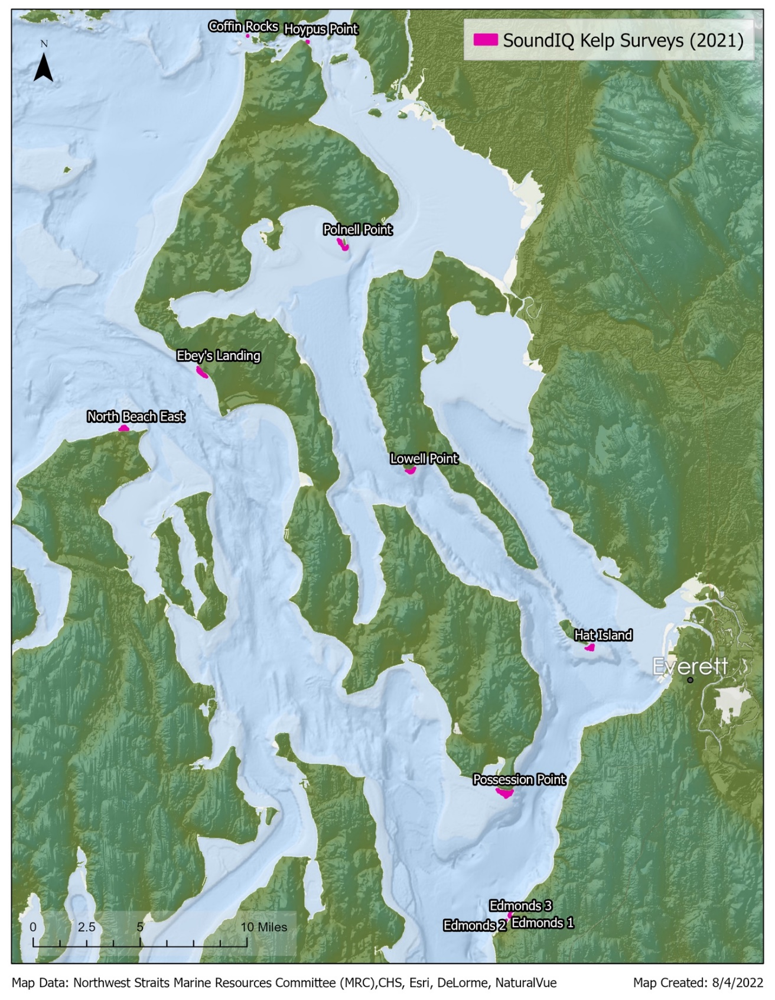 Coffin Rocks
Hoypus Point
N
SoundIQ Kelp Surveys (2021)
Polnell Point
Ebey's Landing
North Beach East
Lowell Point
Hat Island
Everett
Possession Point
Edmonds 3
Edmonds 2
Edmonds 1
0 2.5 5 10 Miles
Map Data: Northwest Straits Marine Resources Committee (MRC),CHS, Esri, DeLorme, NaturalVue
Map Created: 8/4/2022